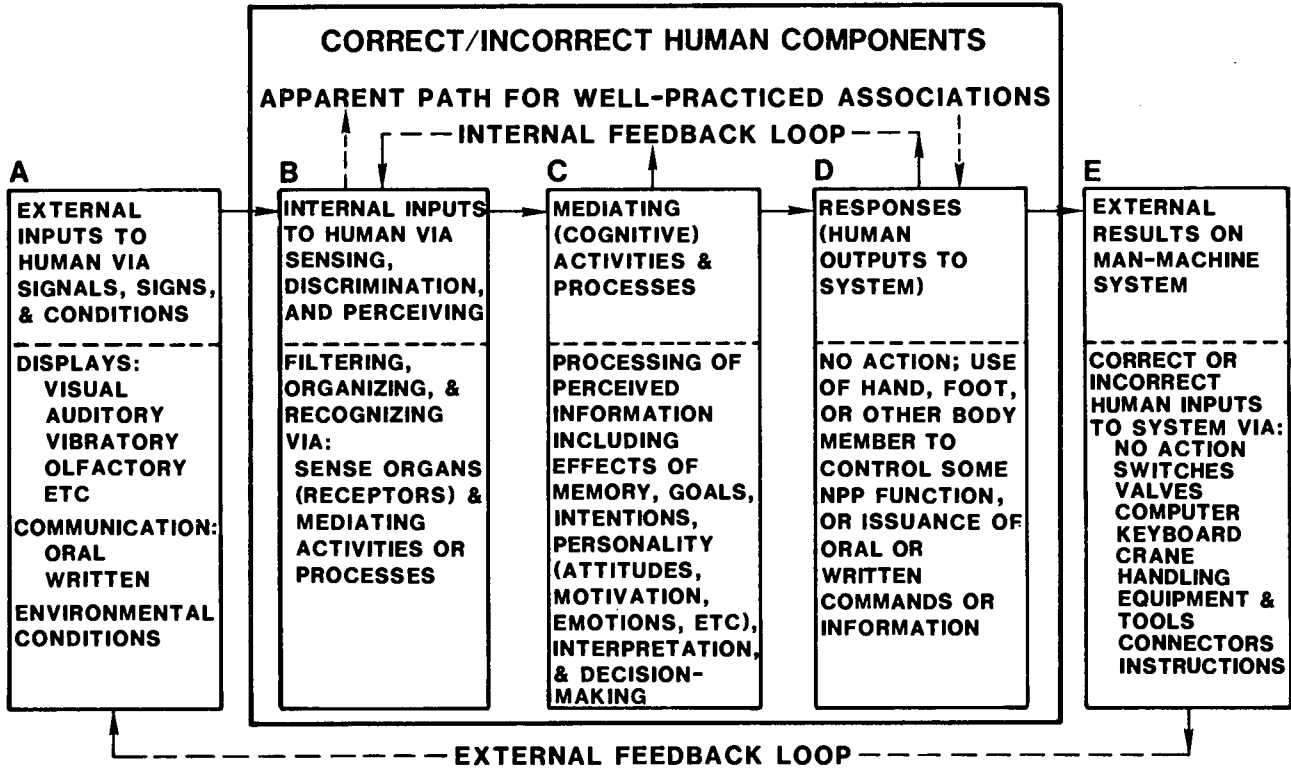 CORRECT/INCORRECT HUMAN COMPONENTS
APPARENT PATH FOR WELL-PRACTICED ASSOCIATIONS
INTERNAL FEEDBACK LOOP
A
EXTERNAL
INPUTS TO
HUMAN VIA
SIGNALS, SIGNS,
& CONDITIONS
DISPLAYS:
VISUAL
AUDITORY
VIBRATORY
OLFACTORY
ETC
COMMUNICATION:
ORAL
WRITTEN
ENVIRONMENTAL
CONDITIONS
B
INTERNAL INPUTS
TO HUMAN VIA
SENSING,
DISCRIMINATION,
AND PERCEIVING
FILTERING,
ORGANIZING, &
RECOGNIZING
VIA:
SENSE ORGANS
(RECEPTORS) &
MEDIATING
ACTIVITIES OR
PROCESSES
C
MEDIATING
(COGNITIVE)
ACTIVITIES &
PROCESSES
PROCESSING OF
PERCEIVED
INFORMATION
INCLUDING
EFFECTS OF
MEMORY, GOALS,
INTENTIONS,
PERSONALITY
(ATTITUDES,
MOTIVATION,
EMOTIONS, ETC),
INTERPRETATION,
& DECISION-
MAKING
D
RESPONSES
(HUMAN
OUTPUTS TO
SYSTEM)
NO ACTION; USE
OF HAND, FOOT,
OR OTHER BODY
MEMBER TO
CONTROL SOME
NPP FUNCTION,
OR ISSUANCE OF
ORAL OR
WRITTEN
COMMANDS OR
INFORMATION
E
EXTERNAL
RESULTS ON
MAN-MACHINE
SYSTEM
CORRECT OR
INCORRECT
HUMAN INPUTS
TO SYSTEM VIA:
NO ACTION
SWITCHES
VALVES
COMPUTER
KEYBOARD
CRANE
HANDLING
EQUIPMENT &
TOOLS
CONNECTORS
INSTRUCTIONS
EXTERNAL FEEDBACK LOOP